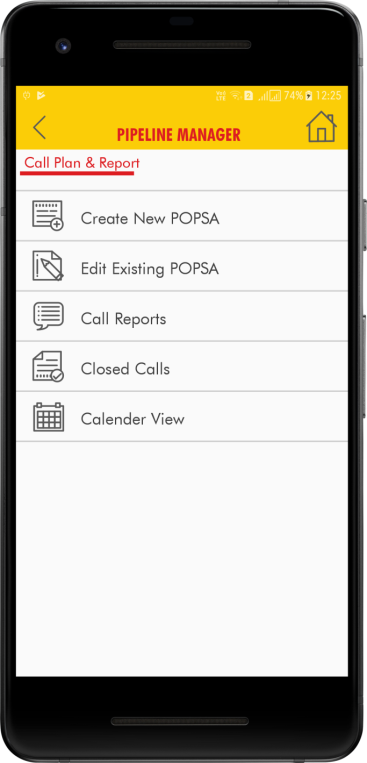 74% 12:25
PIPELINE MANAGER
Call Plan & Report
Create New POPSA
Edit Existing POPSA
Call Reports
Closed Calls
Calender View